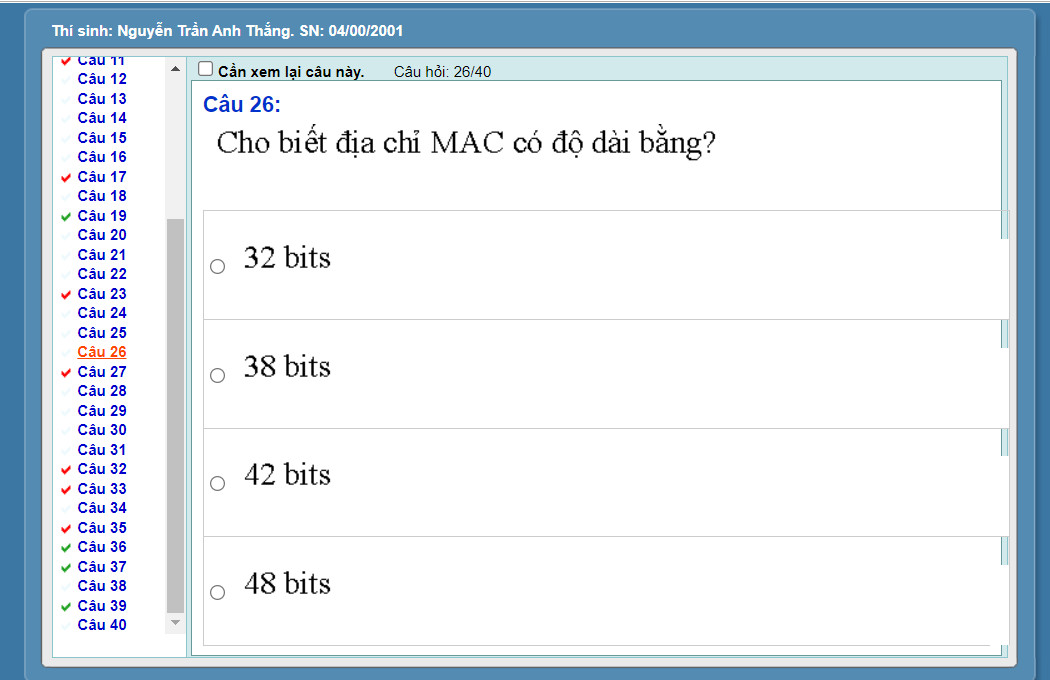 Thí sinh: Nguyễn Trần Anh Thắng. SN: 04/00/2001
Câu 11
Câu 12
Câu 13
Câu 14
Câu 15
Câu 16
Câu 17
Câu 18
Câu 19
Câu 20
Câu 21
Câu 22
Câu 23
Câu 24
Câu 25
Câu 26
Câu 27
Câu 28
Câu 29
Câu 30
Câu 31
Câu 32
Câu 33
Câu 34
Câu 35
Câu 36
Câu 37
Câu 38
Câu 39
Câu 40
Cần xem lại câu này. Câu hỏi: 26/40
Câu 26:
Cho biết địa chỉ MAC có độ dài bằng?
32 bits
38 bits
42 bits
48 bits